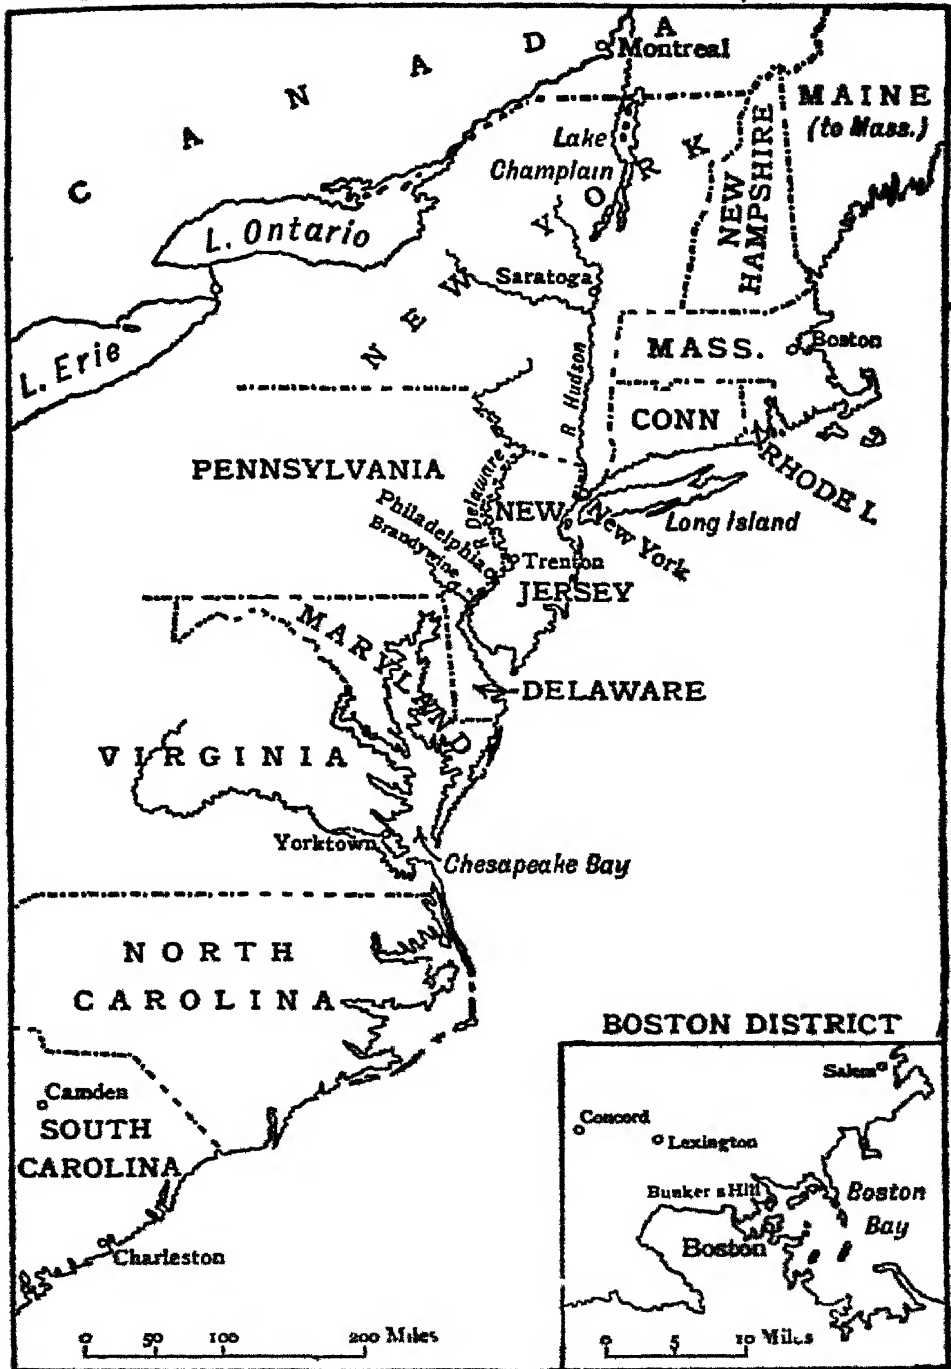 CANADA
Montreal
MAINE
(to Mass.)
Lake
Champlain
NEW
HAMPSHIRE
L. Ontario
NEW YORK
Saratoga
L. Erie
MASS.
Boston
R Hudson
CONN
RHODE I.
PENNSYLVANIA
R Delaware
Philadelphia
Brandywine
NEW
JERSEY
New York
Long Island
Trenton
MARYLAND
DELAWARE
VIRGINIA
Yorktown
Chesapeake Bay
NORTH
CAROLINA
Camden
SOUTH
CAROLINA
Charleston
0 50 100 200 Miles
BOSTON DISTRICT
Salem
Concord
Lexington
Bunker s Hill
Boston
Bay
Boston
0 5 10 Miles